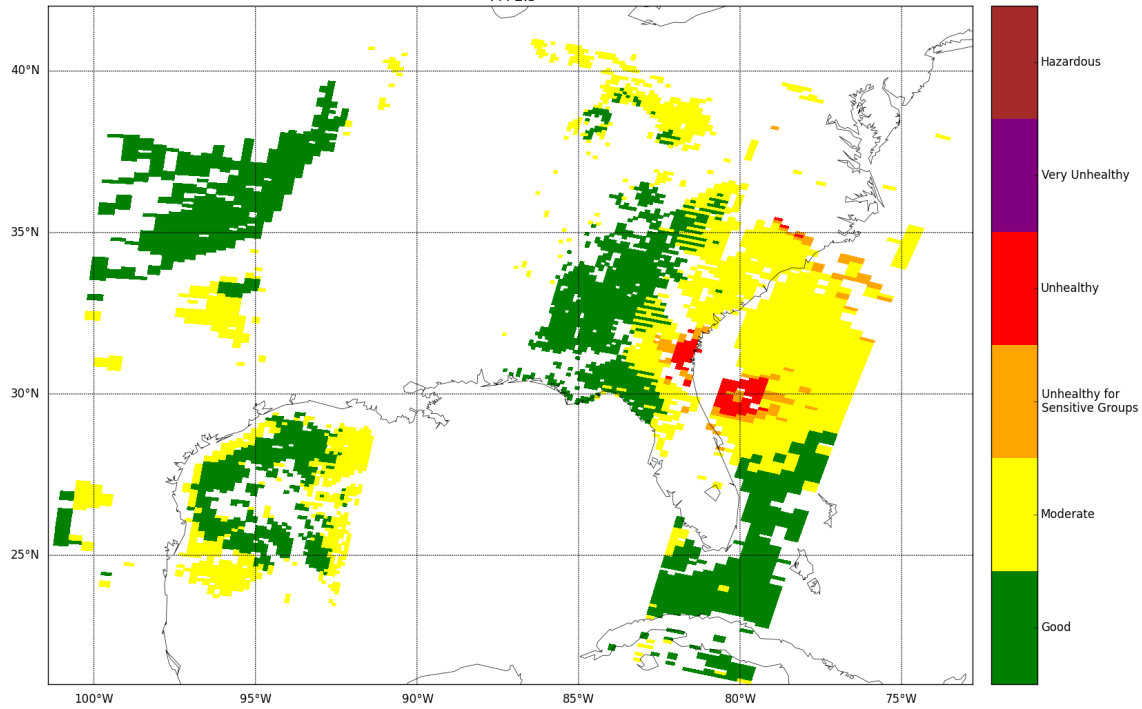 40°N
35°N
30°N
25°N
100°W
95°W
90°W
85°W
80°W
75°W
Hazardous
Very Unhealthy
Unhealthy
Unhealthy for
Sensitive Groups
Moderate
Good